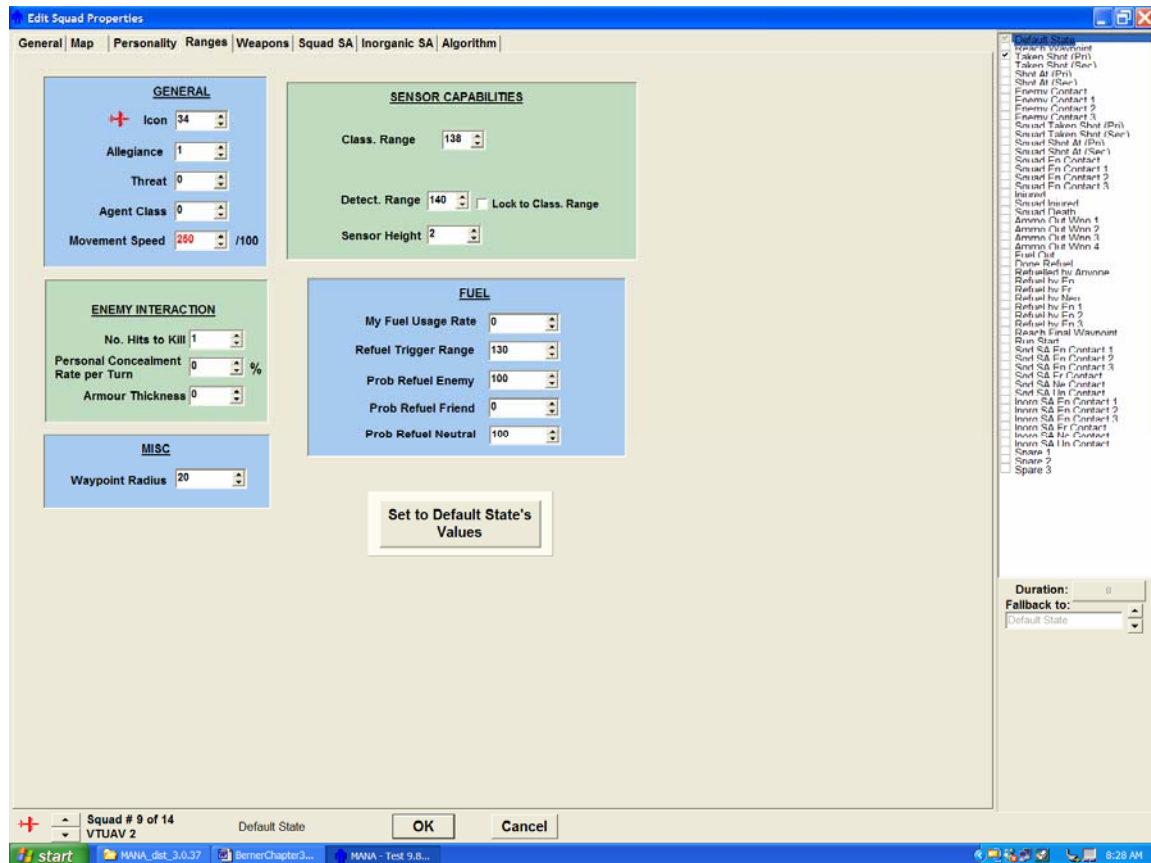 Edit Squad Properties
General Map Personality Ranges Weapons Squad SA Inorganic SA Algorithm
GENERAL
Icon 34
Allegiance 1
Threat 0
Agent Class 0
Movement Speed 250 /100
SENSOR CAPABILITIES
Class. Range 138
Detect. Range 140 Lock to Class. Range
Sensor Height 2
ENEMY INTERACTION
No. Hits to Kill 1
Personal Concealment
Rate per Turn 0 %
Armour Thickness 0
FUEL
My Fuel Usage Rate 0
Refuel Trigger Range 130
Prob Refuel Enemy 100
Prob Refuel Friend 0
Prob Refuel Neutral 100
MISC
Waypoint Radius 20
Set to Default State's
Values
Default State
Reach Waypoint
Taken Shot (Pri)
Taken Shot (Sec)
Shot At (Pri)
Shot At (Sec)
Enemy Contact
Enemy Contact 1
Enemy Contact 2
Enemy Contact 3
Squad Taken Shot (Pri)
Squad Taken Shot (Sec)
Squad Shot At (Pri)
Squad Shot At (Sec)
Squad En Contact
Squad En Contact 1
Squad En Contact 2
Squad En Contact 3
Injured
Squad Injured
Squad Death
Ammo Out Wpn 1
Ammo Out Wpn 2
Ammo Out Wpn 3
Ammo Out Wpn 4
Fuel Out
Done Refuel
Refuelled by Anyone
Refuel by En
Refuel by Fr
Refuel by Neu
Refuel by En 1
Refuel by En 2
Refuel by En 3
Reach Final Waypoint
Run Start
Sqd SA En Contact 1
Sqd SA En Contact 2
Sqd SA En Contact 3
Sqd SA Fr Contact
Sqd SA Ne Contact
Sqd SA Un Contact
Inorg SA En Contact 1
Inorg SA En Contact 2
Inorg SA En Contact 3
Inorg SA Fr Contact
Inorg SA Ne Contact
Inorg SA Un Contact
Spare 1
Spare 2
Spare 3
Duration: 0
Fallback to:
Default State
Squad # 9 of 14
VTUAV 2
Default State
OK
Cancel
start MANA_dist_3.0.37 BernerChapter3... MANA - Test 9.8... 8:28 AM